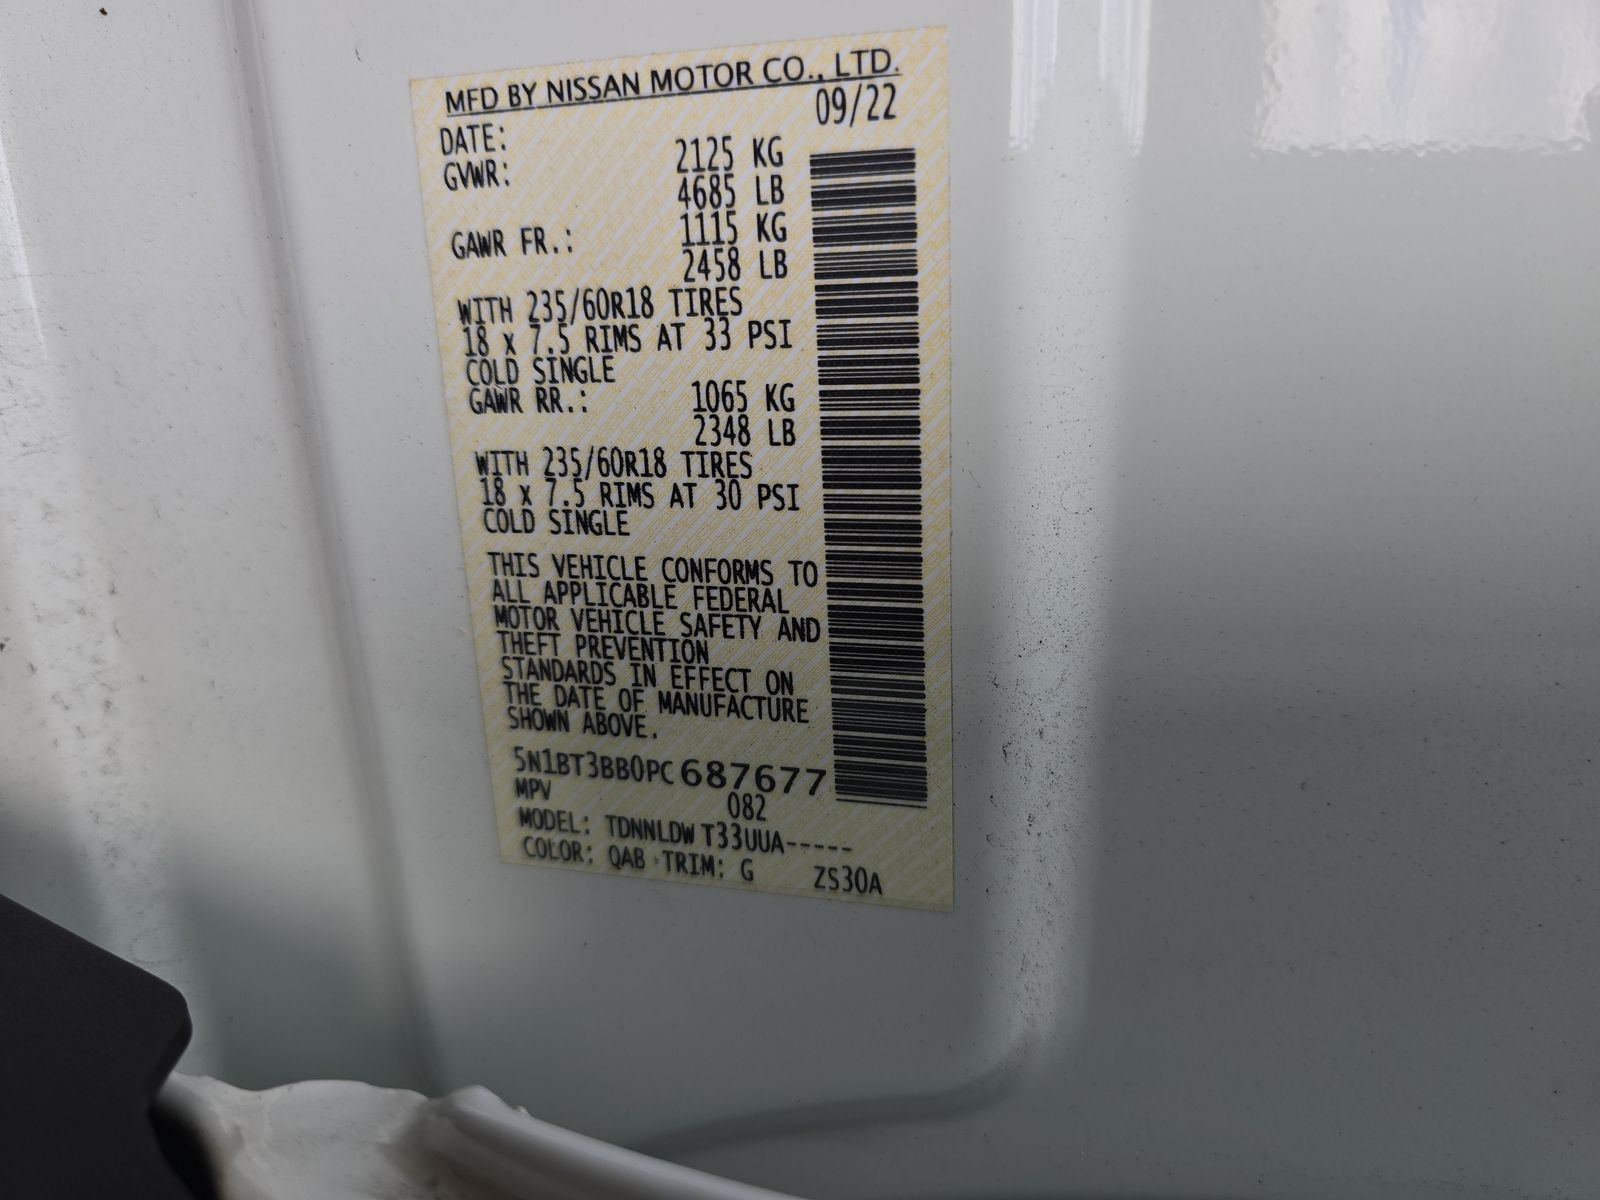 MFD BY NISSAN MOTOR CO., LTD.
DATE: 09/22
GVWR: 2125 KG
4685 LB
GAWR FR.: 1115 KG
2458 LB
WITH 235/60R18 TIRES
18 x 7.5 RIMS AT 33 PSI
COLD SINGLE
GAWR RR.: 1065 KG
2348 LB
WITH 235/60R18 TIRES
18 x 7.5 RIMS AT 30 PSI
COLD SINGLE
THIS VEHICLE CONFORMS TO
ALL APPLICABLE FEDERAL
MOTOR VEHICLE SAFETY AND
THEFT PREVENTION
STANDARDS IN EFFECT ON
THE DATE OF MANUFACTURE
SHOWN ABOVE.
5N1BT3BB0PC687677
MPV 082
MODEL: TDNNLDW T33UUA-----
COLOR: QAB TRIM: G ZS30A